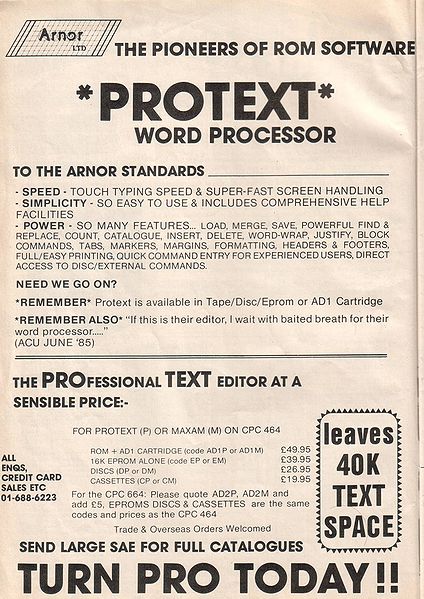 Arnor
LTD
THE PIONEERS OF ROM SOFTWARE
*PROTEXT*
WORD PROCESSOR
TO THE ARNOR STANDARDS
- SPEED - TOUCH TYPING SPEED & SUPER-FAST SCREEN HANDLING
- SIMPLICITY - SO EASY TO USE & INCLUDES COMPREHENSIVE HELP
FACILITIES
- POWER - SO MANY FEATURES... LOAD, MERGE, SAVE, POWERFUL FIND &
REPLACE, COUNT, CATALOGUE, INSERT, DELETE, WORD-WRAP, JUSTIFY, BLOCK
COMMANDS, TABS, MARKERS, MARGINS, FORMATTING, HEADERS & FOOTERS,
FULL/EASY PRINTING, QUICK COMMAND ENTRY FOR EXPERIENCED USERS, DIRECT
ACCESS TO DISC/EXTERNAL COMMANDS.
NEED WE GO ON?
*REMEMBER* Protext is available in Tape/Disc/Eprom or AD1 Cartridge
*REMEMBER ALSO* “If this is their editor, I wait with baited breath for their
word processor.....”
(ACU JUNE '85)
THE PROFESSIONAL TEXT EDITOR AT A
SENSIBLE PRICE:-
FOR PROTEXT (P) OR MAXAM (M) ON CPC 464
ROM + AD1 CARTRIDGE (code AD1P or AD1M) £49.95
16K EPROM ALONE (code EP or EM) £39.95
DISCS (DP or DM) £26.95
CASSETTES (CP or CM) £19.95
For the CPC 664: Please quote AD2P, AD2M and
add £5, EPROMS DISCS & CASSETTES are the same
codes and prices as the CPC 464
Trade & Overseas Orders Welcomed
ALL
ENQS,
CREDIT CARD
SALES ETC
01-688-6223
leaves
40K
TEXT
SPACE
SEND LARGE SAE FOR FULL CATALOGUES
TURN PRO TODAY!!